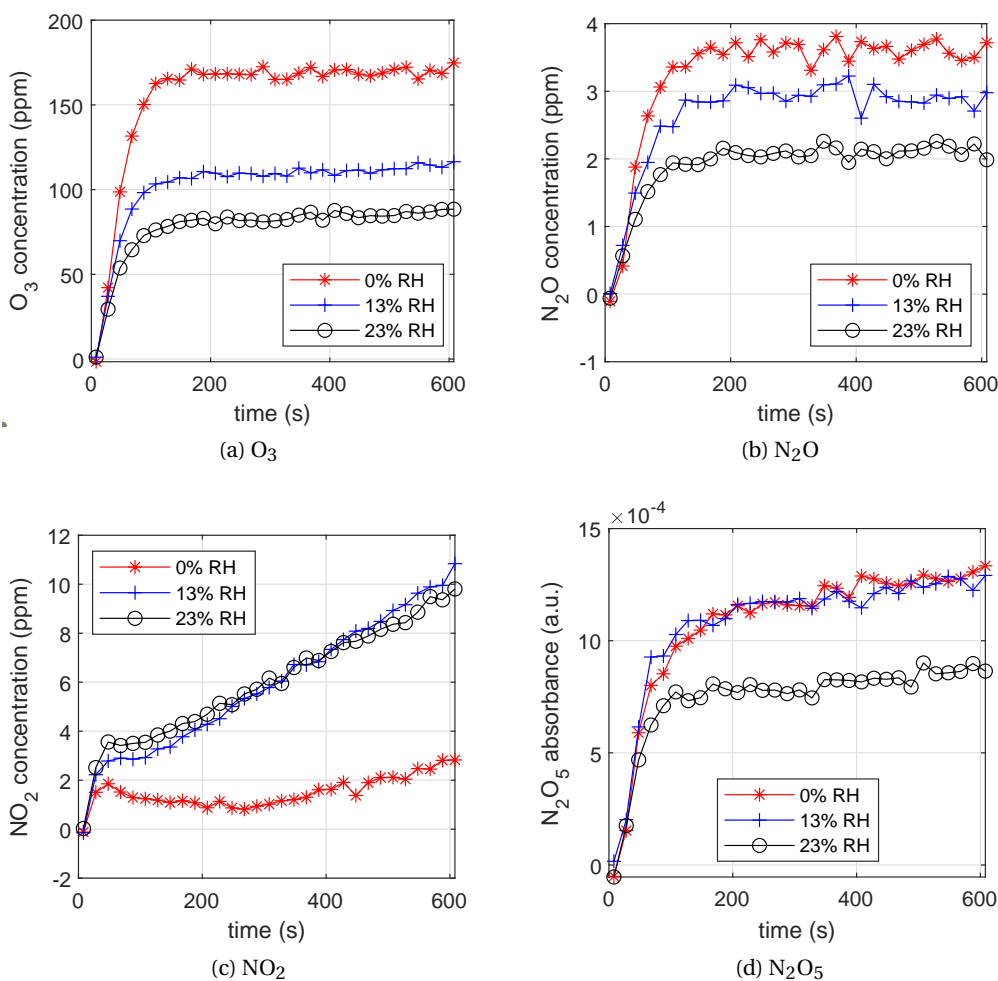 200
150
100
50
0
0 200 400 600
O₃ concentration (ppm)
time (s)
0% RH
13% RH
23% RH
(a) O₃
4
3
2
1
0
-1
0 200 400 600
N₂O concentration (ppm)
time (s)
0% RH
13% RH
23% RH
(b) N₂O
12
10
8
6
4
2
0
-2
0 200 400 600
NO₂ concentration (ppm)
time (s)
0% RH
13% RH
23% RH
(c) NO₂
× 10⁻⁴
15
10
5
0
0 200 400 600
N₂O₅ absorbance (a.u.)
time (s)
0% RH
13% RH
23% RH
(d) N₂O₅